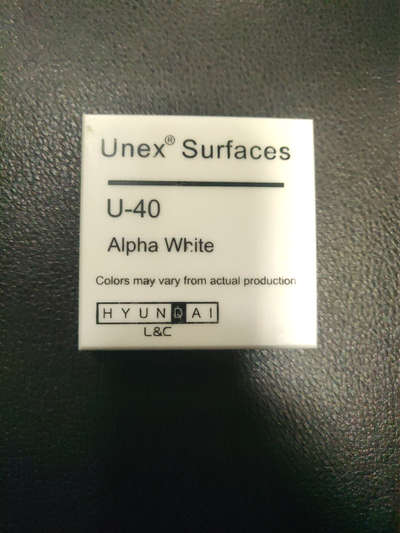 Unex® Surfaces
U-40
Alpha White
Colors may vary from actual production
HYUNDAI
L&C